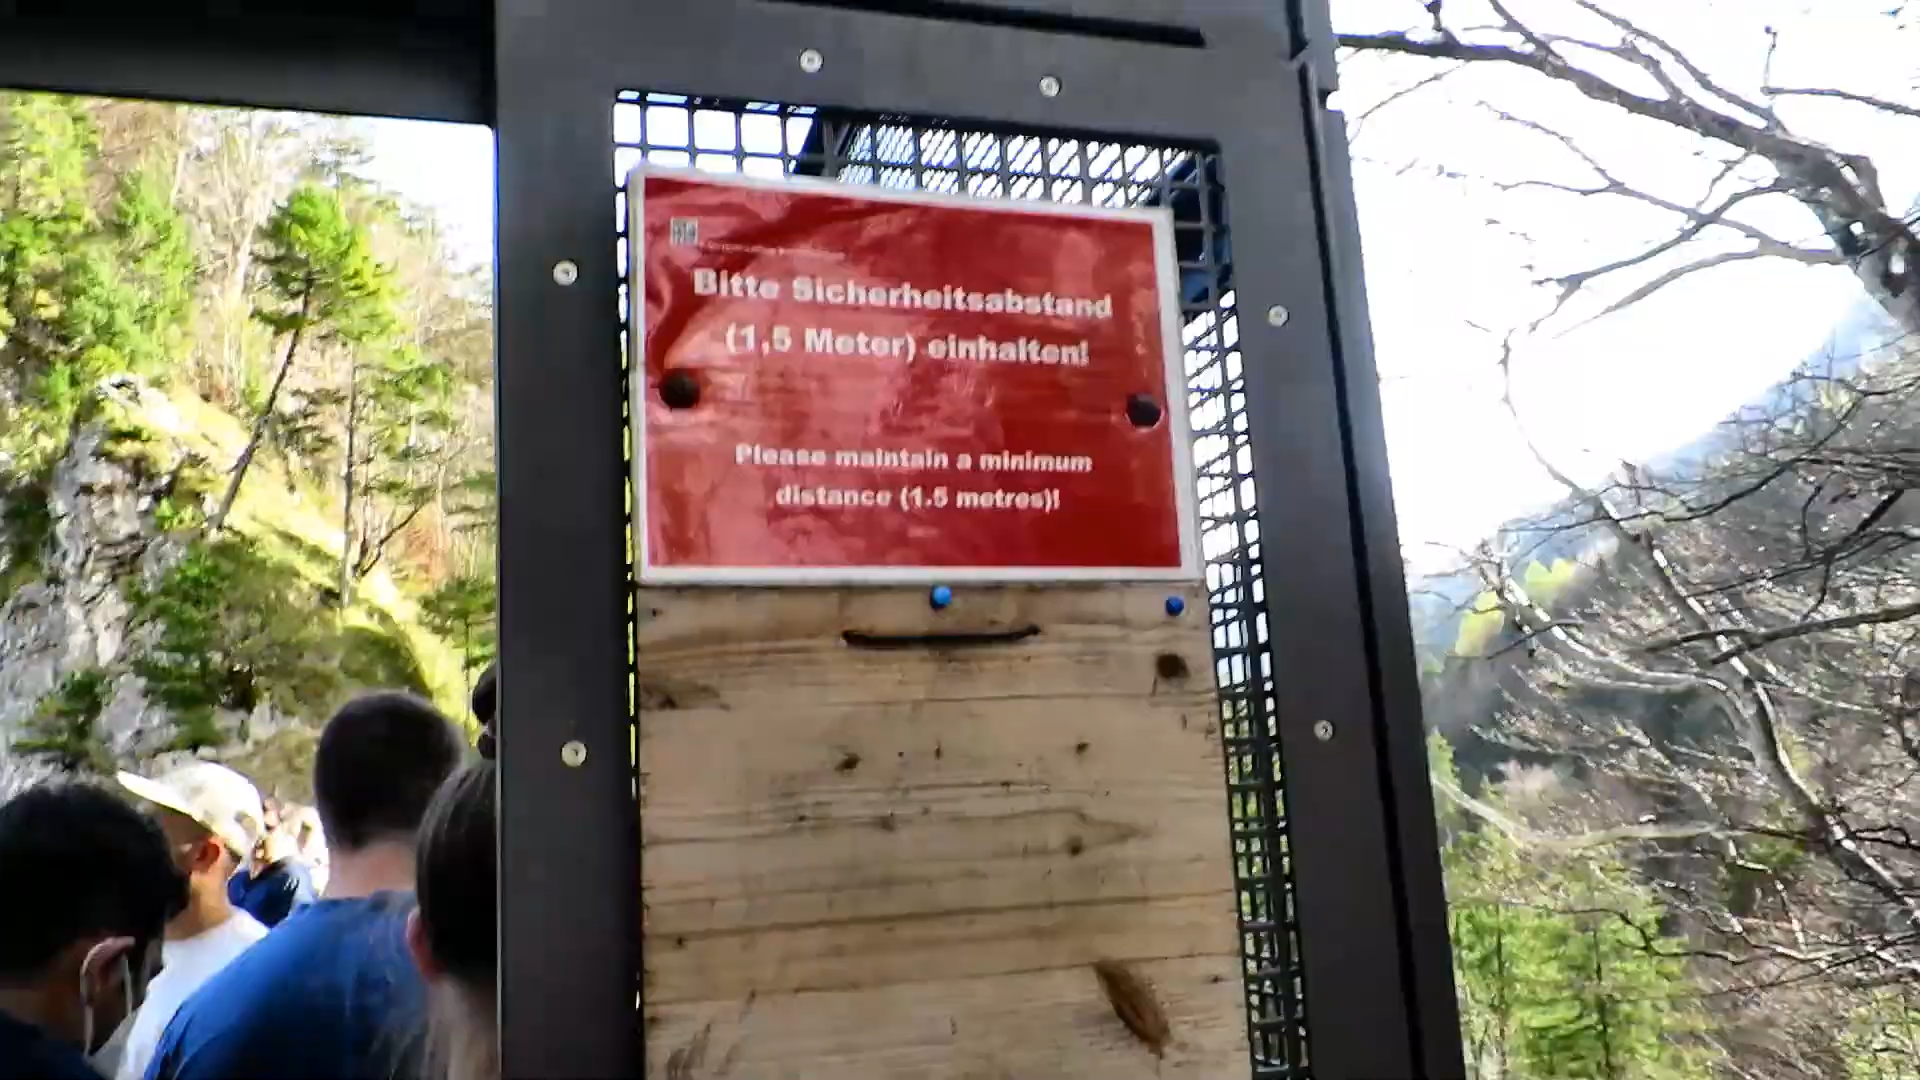 Bitte Sicherheitsabstand
(1,5 Meter) einhalten!
Please maintain a minimum
distance (1.5 metres)!